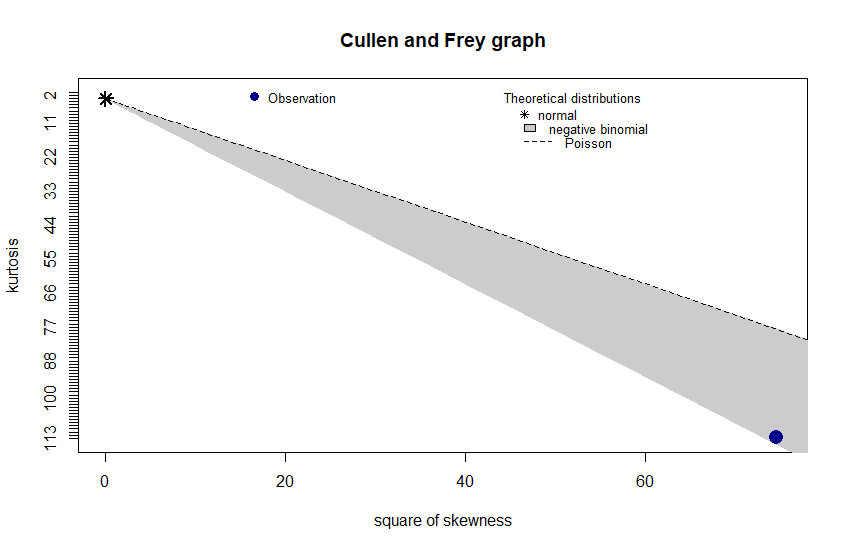 Cullen and Frey graph
Observation
Theoretical distributions
normal
negative binomial
Poisson
kurtosis
2
11
22
33
44
55
66
77
88
100
113
0
20
40
60
square of skewness